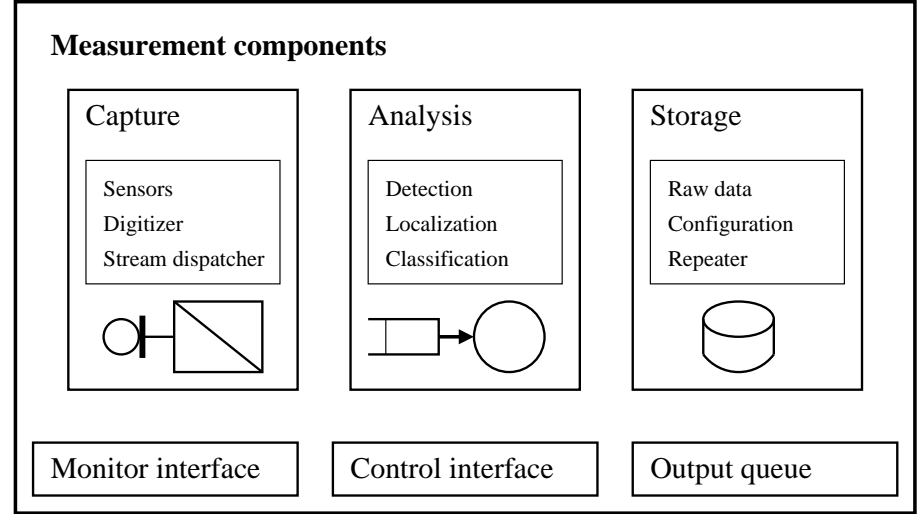 Measurement components
Capture
Sensors
Digitizer
Stream dispatcher
Analysis
Detection
Localization
Classification
Storage
Raw data
Configuration
Repeater
Monitor interface
Control interface
Output queue